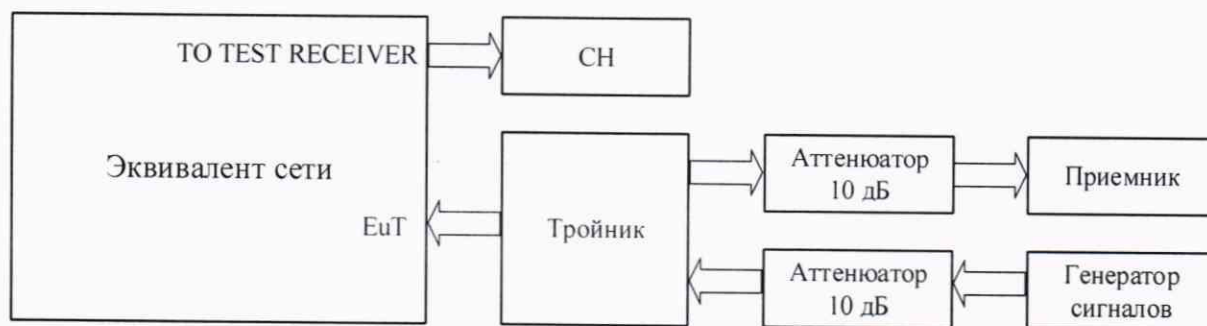 TO TEST RECEIVER
СН
Эквивалент сети
EuT
Тройник
Аттенюатор
10 дБ
Приемник
Аттенюатор
10 дБ
Генератор
сигналов